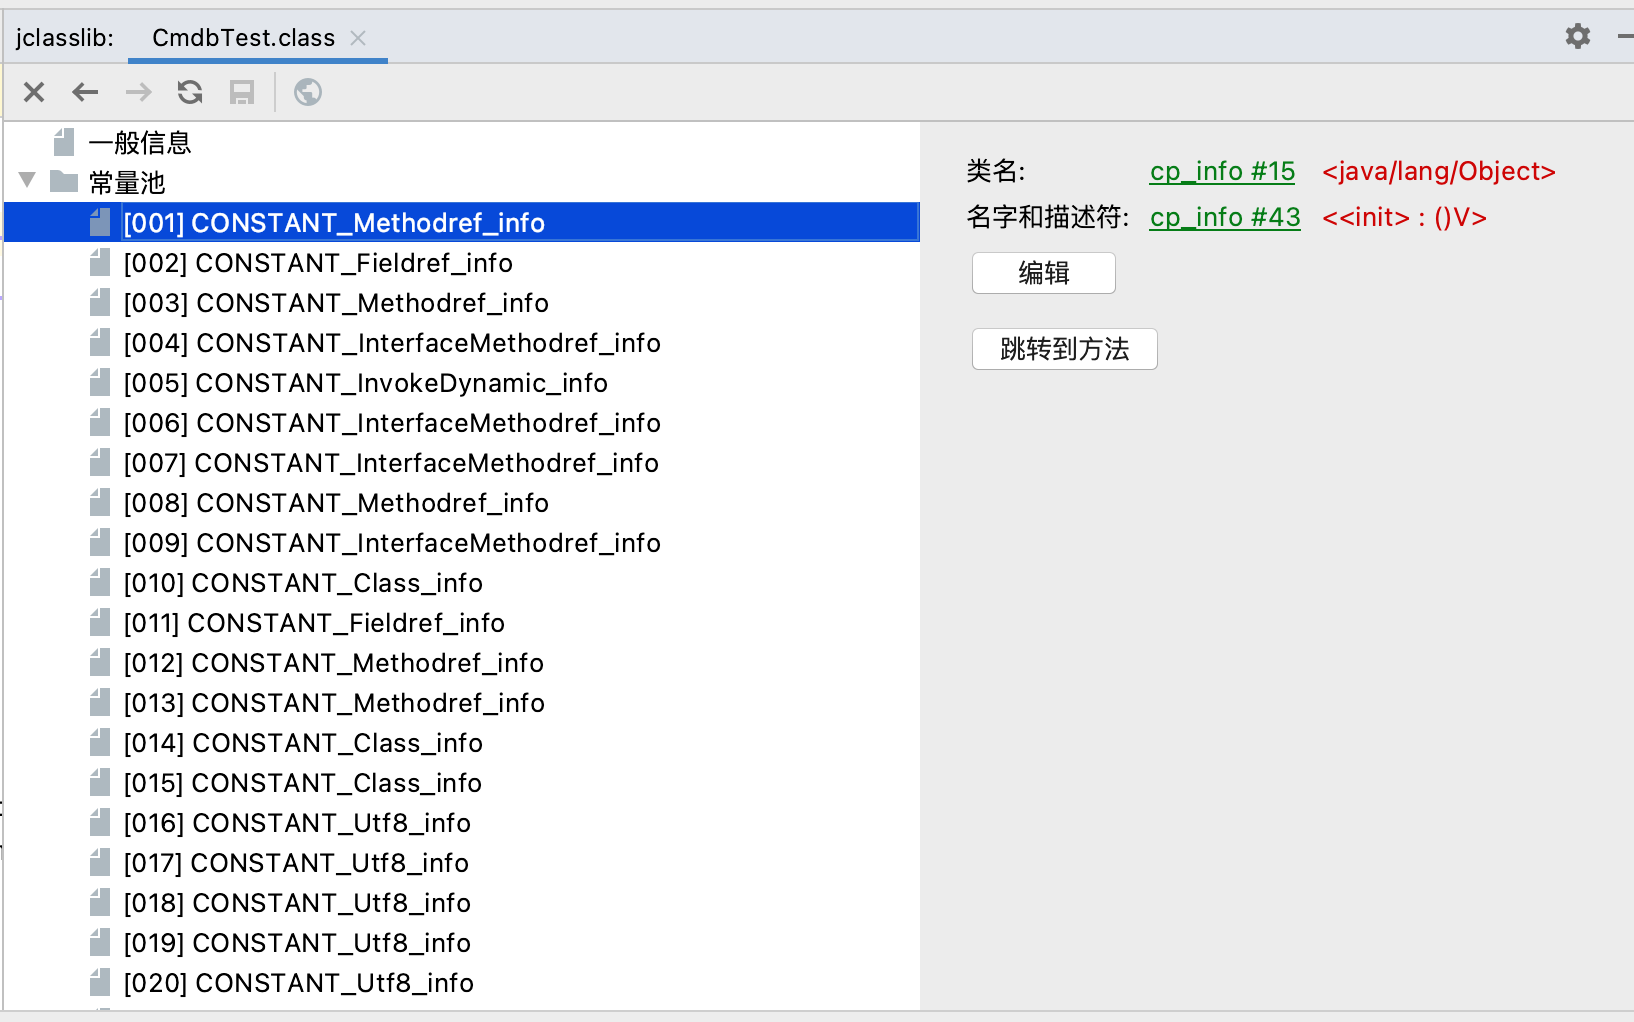 jclasslib: CmdbTest.class
一般信息
常量池
[001] CONSTANT_Methodref_info
[002] CONSTANT_Fieldref_info
[003] CONSTANT_Methodref_info
[004] CONSTANT_InterfaceMethodref_info
[005] CONSTANT_InvokeDynamic_info
[006] CONSTANT_InterfaceMethodref_info
[007] CONSTANT_InterfaceMethodref_info
[008] CONSTANT_Methodref_info
[009] CONSTANT_InterfaceMethodref_info
[010] CONSTANT_Class_info
[011] CONSTANT_Fieldref_info
[012] CONSTANT_Methodref_info
[013] CONSTANT_Methodref_info
[014] CONSTANT_Class_info
[015] CONSTANT_Class_info
[016] CONSTANT_Utf8_info
[017] CONSTANT_Utf8_info
[018] CONSTANT_Utf8_info
[019] CONSTANT_Utf8_info
[020] CONSTANT_Utf8_info
类名: cp_info #15 <java/lang/Object>
名字和描述符: cp_info #43 <<init> : ()V>
编辑
跳转到方法